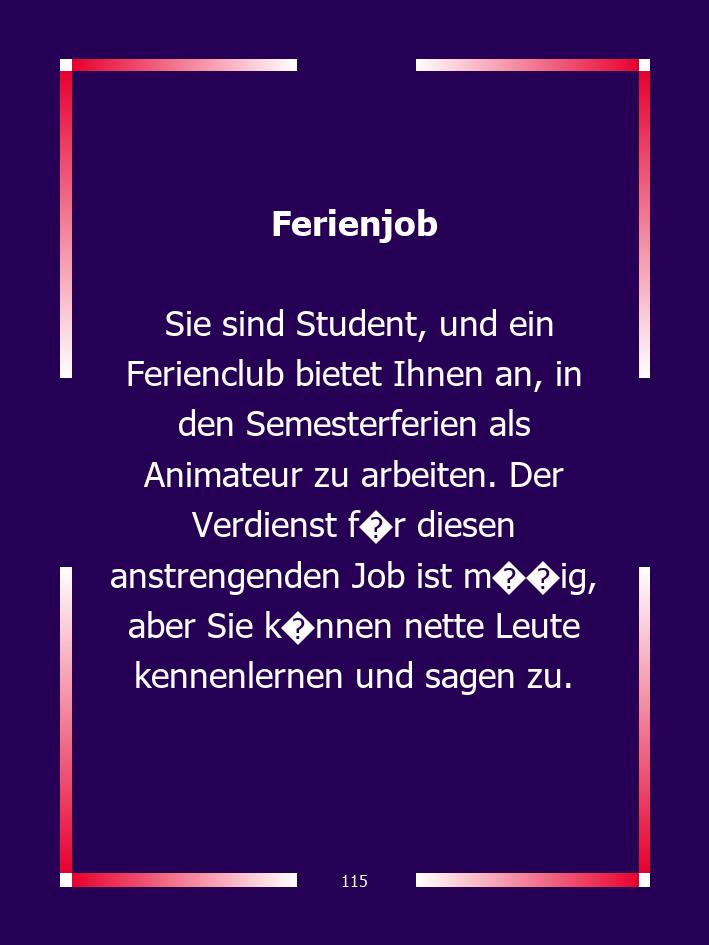 Ferienjob
Sie sind Student, und ein
Ferienclub bietet Ihnen an, in
den Semesterferien als
Animateur zu arbeiten. Der
Verdienst f�r diesen
anstrengenden Job ist m��ig,
aber Sie k�nnen nette Leute
kennenlernen und sagen zu.
115